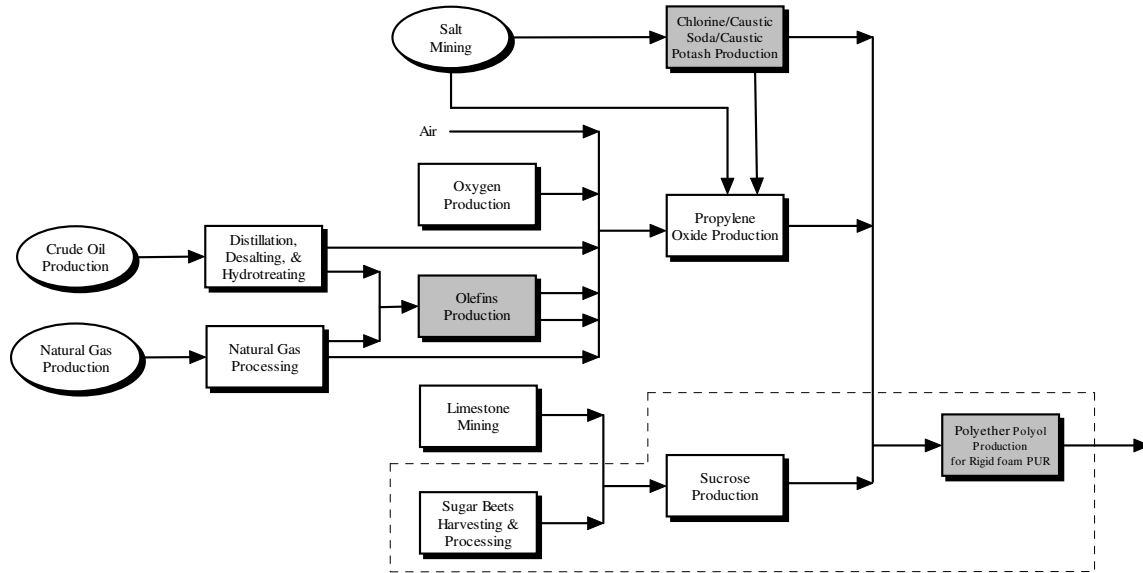 Salt
Mining
Chlorine/Caustic
Soda/Caustic
Potash Production
Air
Oxygen
Production
Propylene
Oxide Production
Crude Oil
Production
Distillation,
Desalting, &
Hydrotreating
Olefins
Production
Natural Gas
Production
Natural Gas
Processing
Limestone
Mining
Polyether Polyol
Production
for Rigid foam PUR
Sucrose
Production
Sugar Beets
Harvesting &
Processing